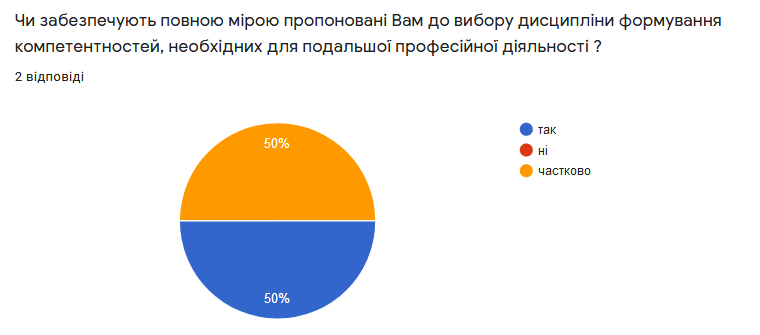 Чи забезпечують повною мірою пропоновані Вам до вибору дисципліни формування
компетентностей, необхідних для подальшої професійної діяльності ?
2 відповіді
50%
50%
так
ні
частково